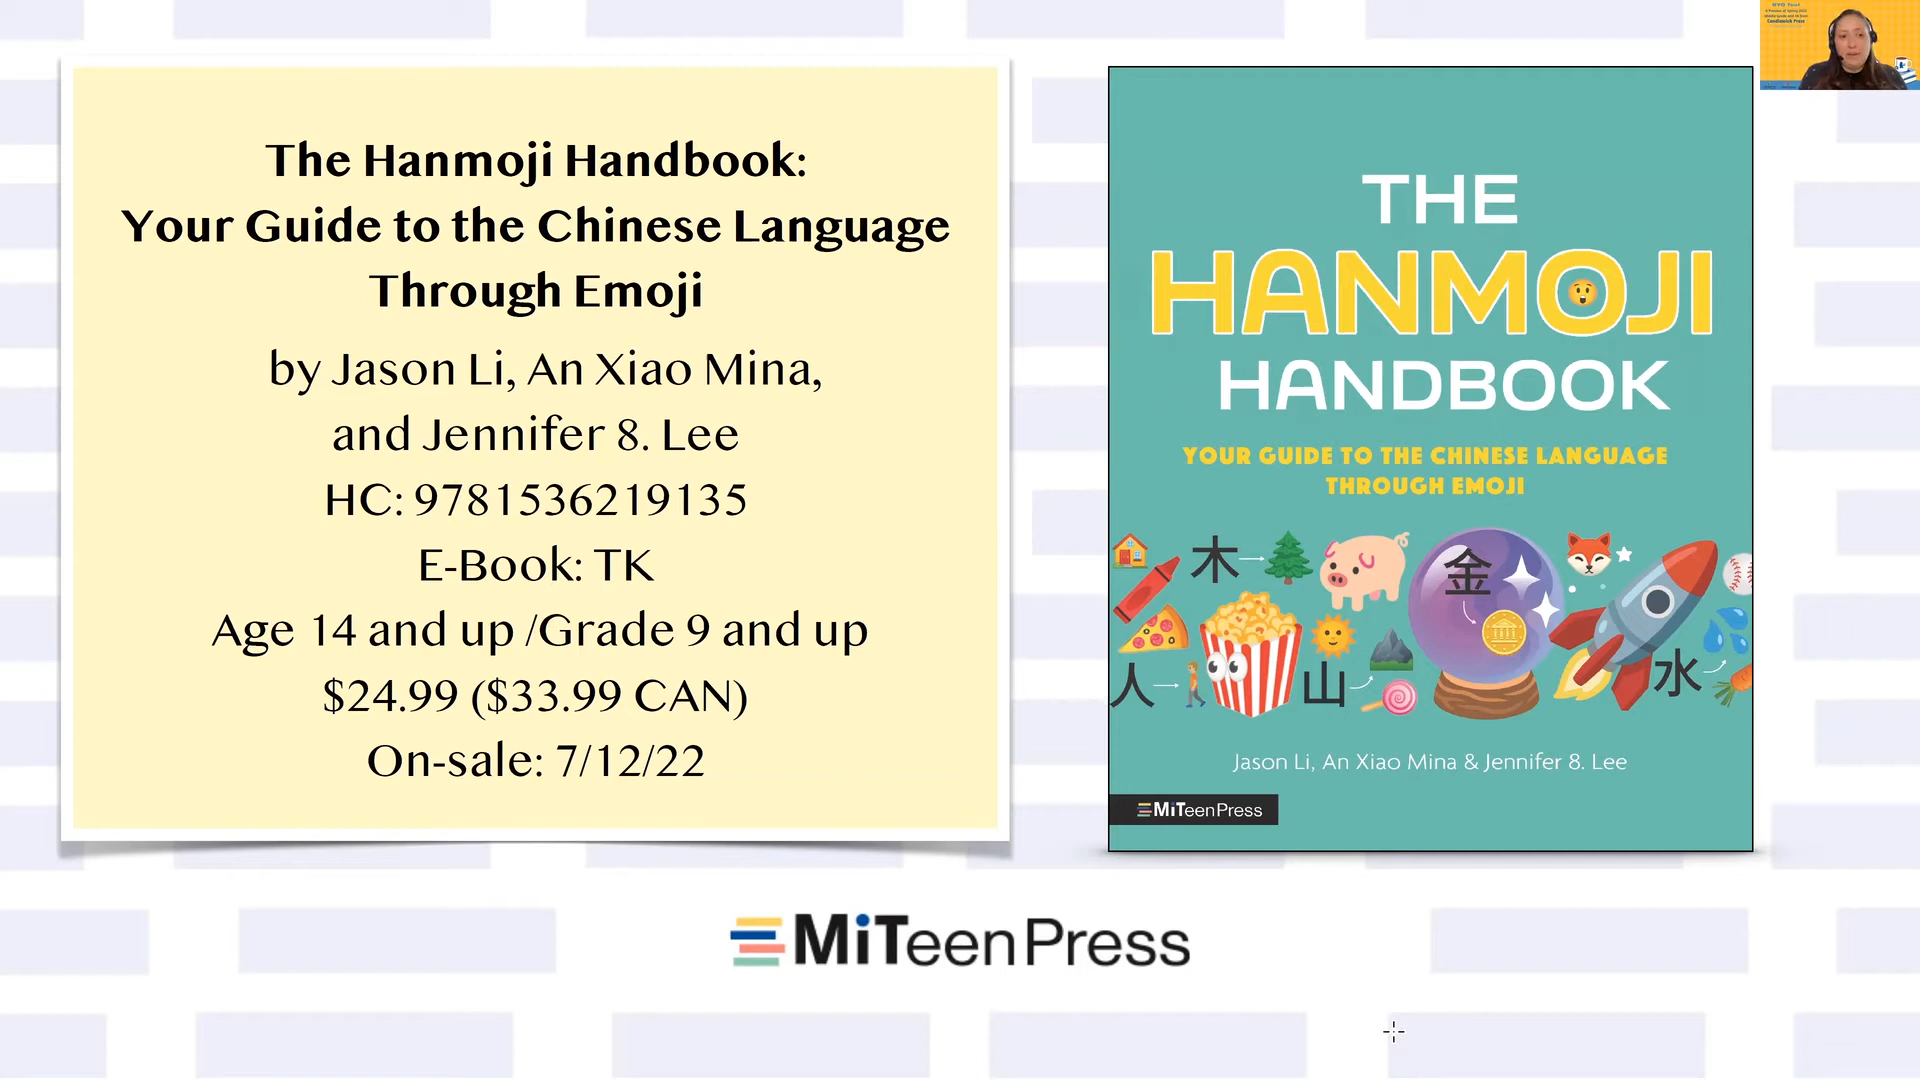 The Hanmoji Handbook:
Your Guide to the Chinese Language
Through Emoji
by Jason Li, An Xiao Mina,
and Jennifer 8. Lee
HC: 9781536219135
E-Book: TK
Age 14 and up /Grade 9 and up
$24.99 ($33.99 CAN)
On-sale: 7/12/22
THE
HANMOJI
HANDBOOK
YOUR GUIDE TO THE CHINESE LANGUAGE
THROUGH EMOJI
木
金
人
山
水
Jason Li, An Xiao Mina & Jennifer 8. Lee
MiTeenPress
MiTeenPress
Candlewick Press